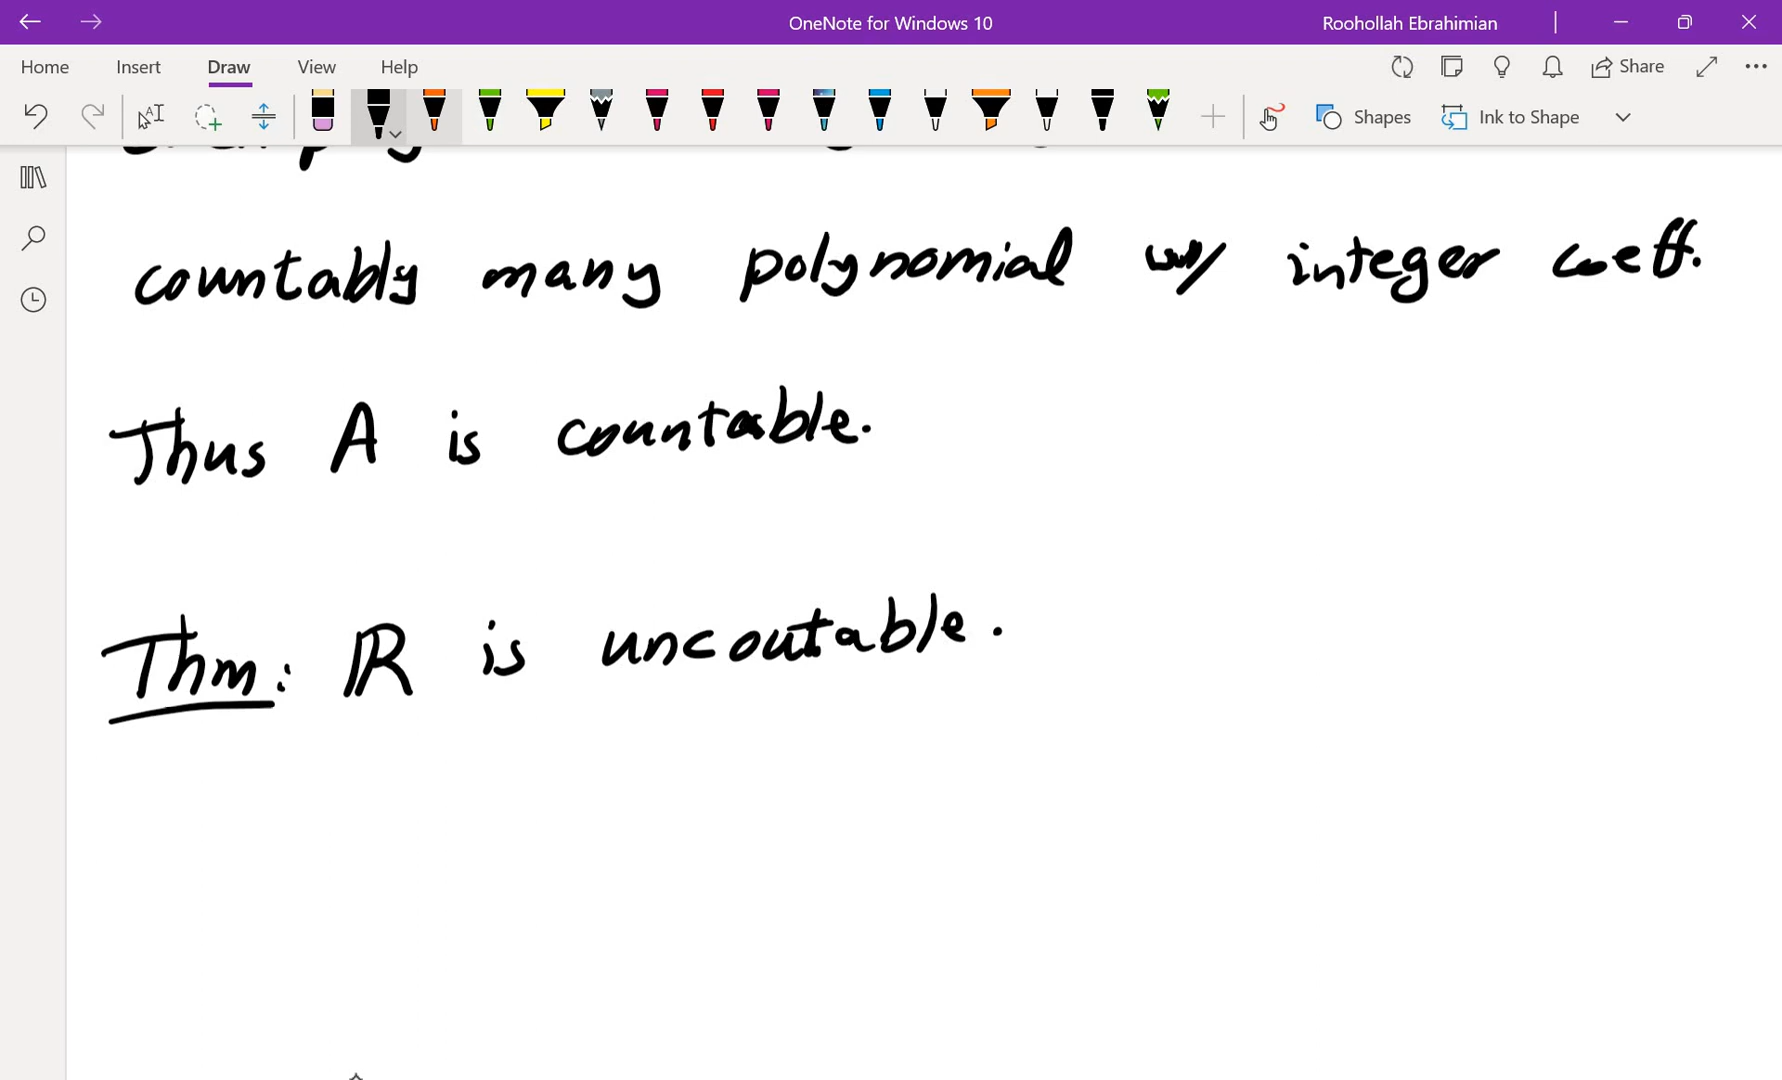 OneNote for Windows 10
Roohollah Ebrahimian
Home Insert Draw View Help
Share
Shapes
Ink to Shape
countably many polynomial w/ integer coeff.
Thus A is countable.
Thm: ℝ is uncoutable.